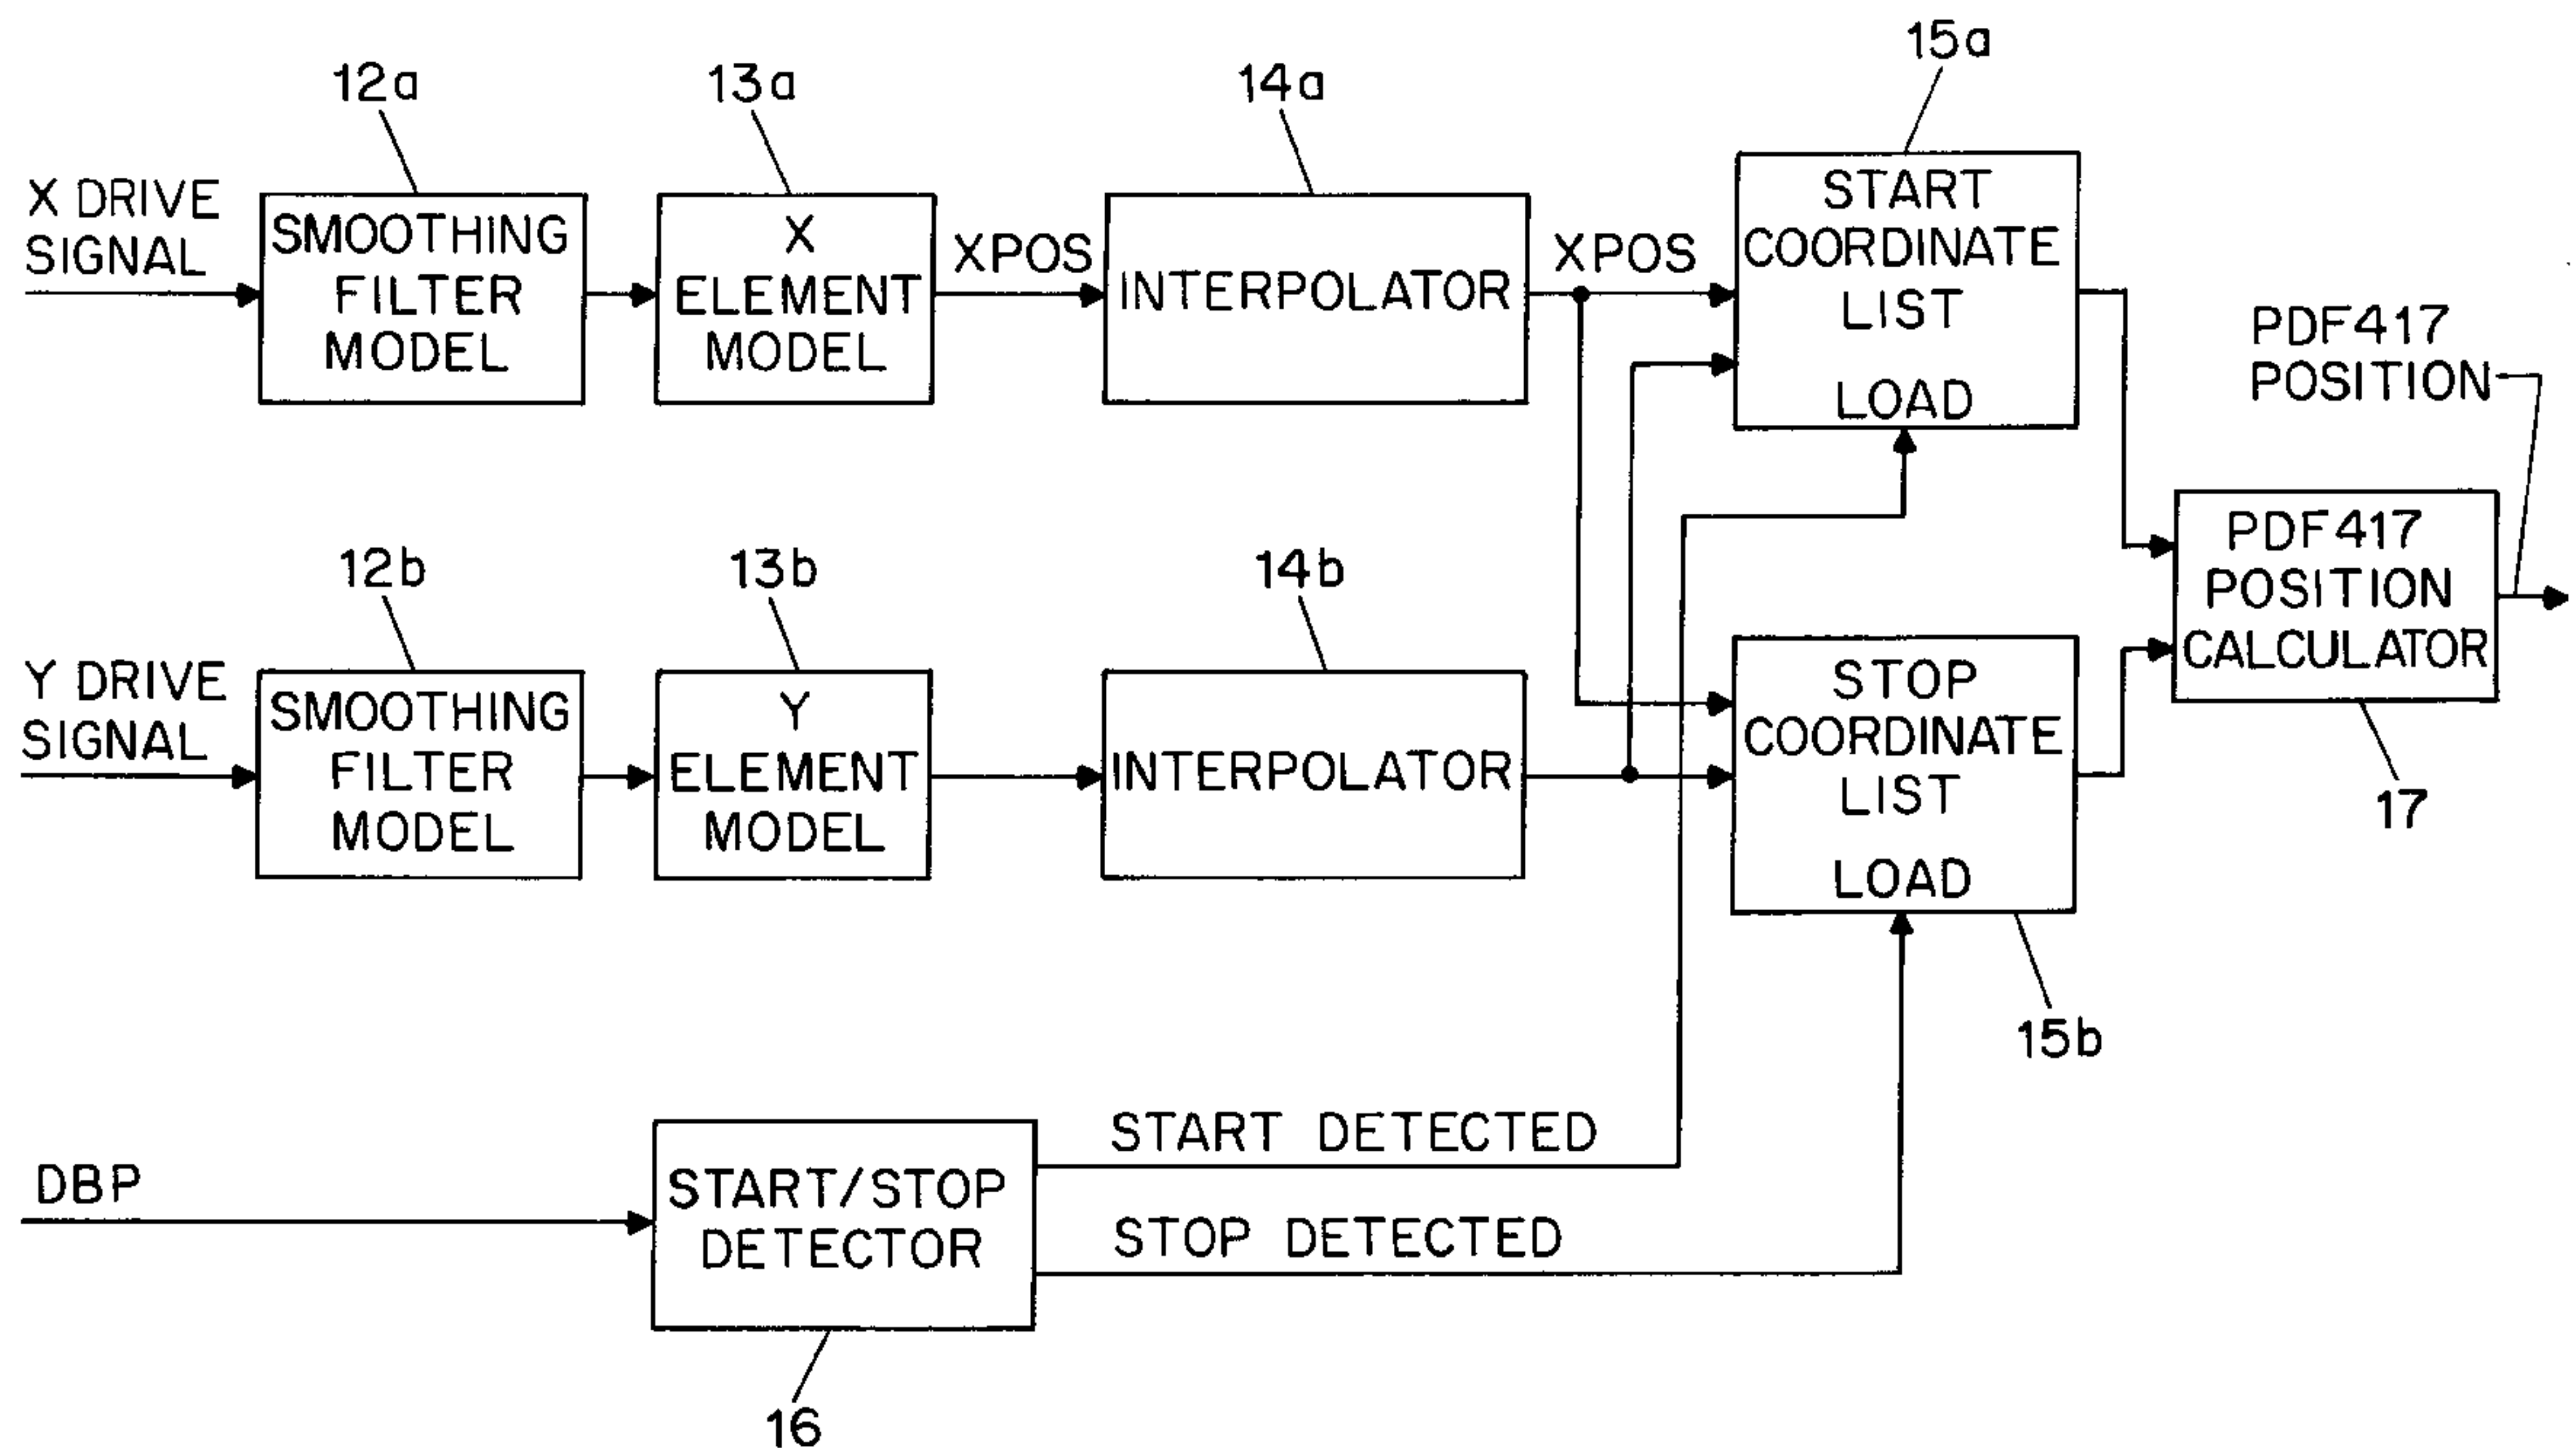 12a
13a
14a
15a
X DRIVE
SIGNAL
SMOOTHING
FILTER
MODEL
X
ELEMENT
MODEL
XPOS
INTERPOLATOR
XPOS
START
COORDINATE
LIST
LOAD
PDF417
POSITION
12b
13b
14b
Y DRIVE
SIGNAL
SMOOTHING
FILTER
MODEL
Y
ELEMENT
MODEL
INTERPOLATOR
STOP
COORDINATE
LIST
LOAD
PDF417
POSITION
CALCULATOR
17
15b
DBP
START/STOP
DETECTOR
START DETECTED
STOP DETECTED
16